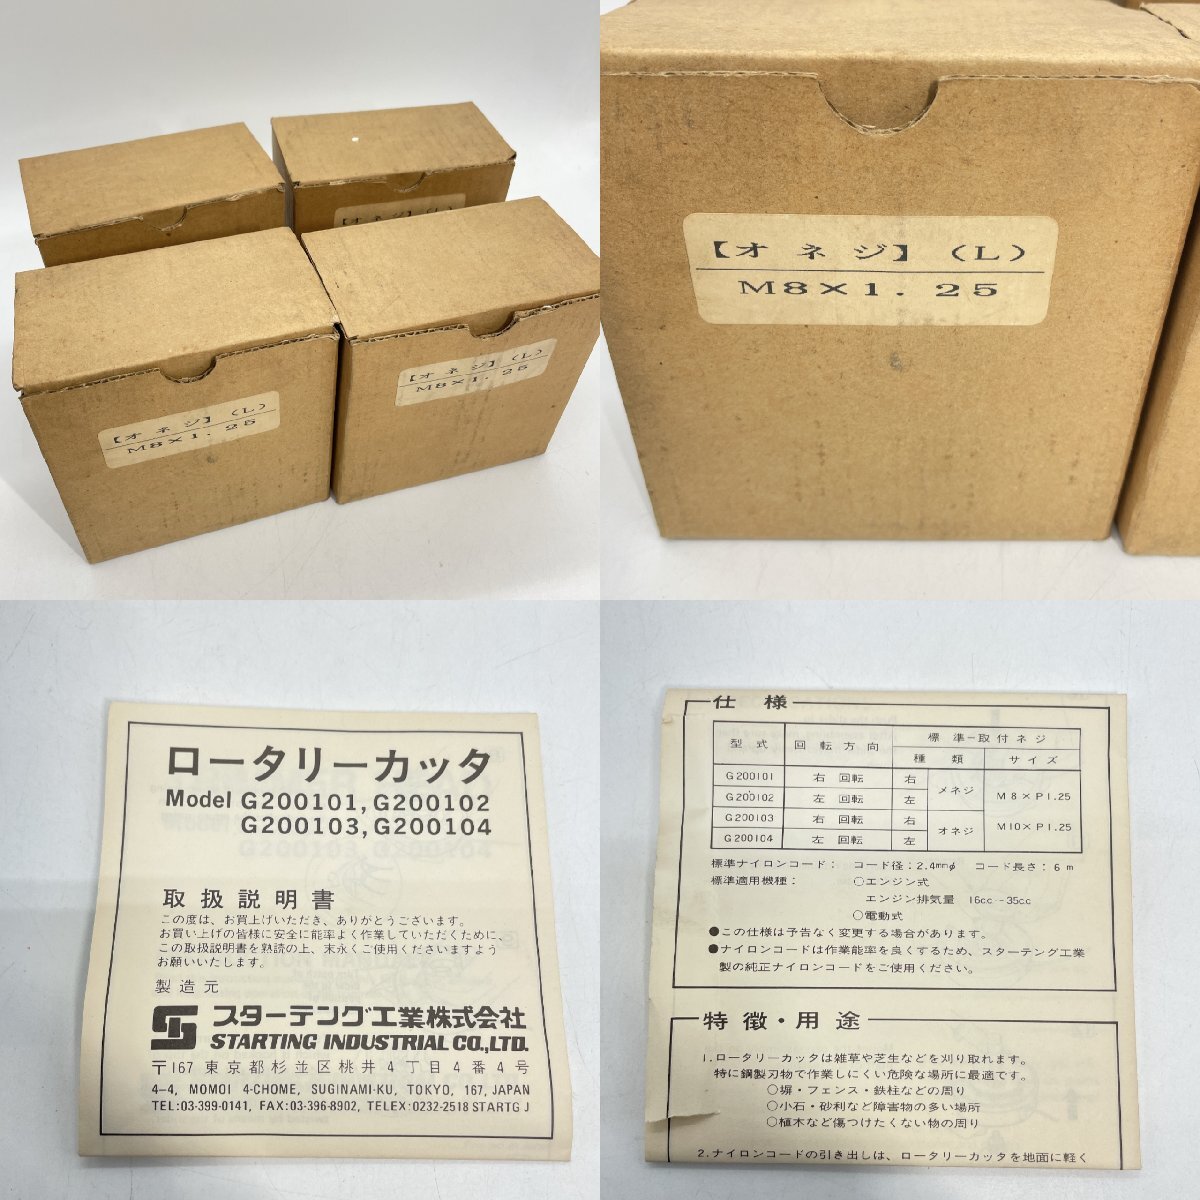 【オネジ】(L)
【オネジ】(L)
M8×1.25
【オネジ】(L)
M8×1.25
【オネジ】(L)
M8×1.25
ロータリーカッタ
Model G200101, G200102
G200103, G200104
取扱説明書
この度は、お買上げいただき、ありがとうございます。
お買い上げの皆様に安全に能率よく作業していただくために、
この取扱説明書を熟読の上、末永くご使用くださいますよう
お願いいたします。
製造元
スターテング工業株式会社
STARTING INDUSTRIAL CO.,LTD.
〒167 東京都杉並区桃井4丁目4番4号
4-4, MOMOI 4-CHOME, SUGINAMI-KU, TOKYO, 167, JAPAN
TEL:03-399-0141, FAX:03-396-8902, TELEX:0232-2518 STARTG J
仕様
型式 回転方向 標準-取付ネジ
種類 サイズ
G200101 右 回転 右 メネジ M8×P1.25
G200102 左 回転 左
G200103 右 回転 右 オネジ M10×P1.25
G200104 左 回転 左
標準ナイロンコード: コード径:2.4mmφ コード長さ:6m
標準適用機種: ○エンジン式
エンジン排気量 16cc--35cc
○電動式
●この仕様は予告なく変更する場合があります。
●ナイロンコードは作業能率を良くするため、スターテング工業
製の純正ナイロンコードをご使用ください。
特徴・用途
1.ロータリーカッタは雑草や芝生などを刈り取れます。
特に鋼製刃物で作業しにくい危険な場所に最適です。
○塀・フェンス・鉄柱などの周り
○小石・砂利など障害物の多い場所
○植木など傷つけたくない物の周り
2.ナイロンコードの引き出しは、ロータリーカッタを地面に軽く